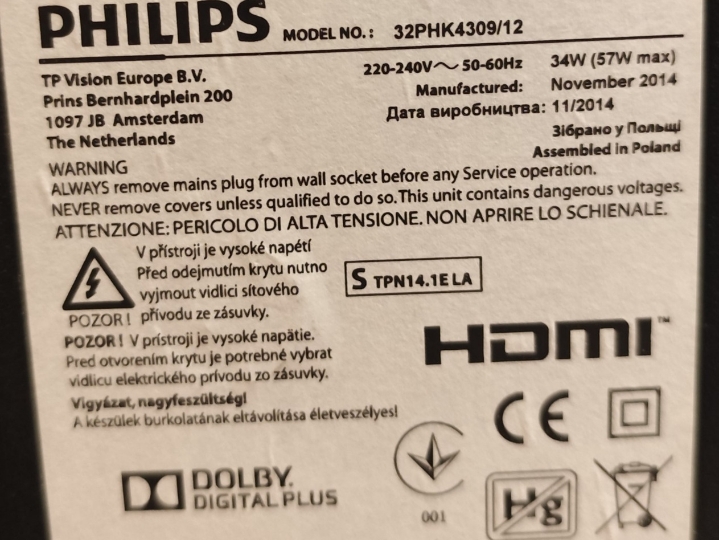 PHILIPS MODEL NO.: 32PHK4309/12
TP Vision Europe B.V.
Prins Bernhardplein 200
1097 JB Amsterdam
The Netherlands
220-240V～ 50-60Hz 34W (57W max)
Manufactured: November 2014
Дата виробництва: 11/2014
Зібрано у Польщі
Assembled in Poland
WARNING
ALWAYS remove mains plug from wall socket before any Service operation.
NEVER remove covers unless qualified to do so. This unit contains dangerous voltages.
ATTENZIONE: PERICOLO DI ALTA TENSIONE. NON APRIRE LO SCHIENALE.
V přístroji je vysoké napětí
Před odejmutím krytu nutno
vyjmout vidlici síťového
POZOR! přívodu ze zásuvky.
S TPN14.1E LA
POZOR! V prístroji je vysoké napätie.
Pred otvorením krytu je potrebné vybrat
vidlicu elektrického prívodu zo zásuvky.
Vigyázat, nagyfeszültség!
A készülek burkolatának eltávolítása életveszélyes!
HDMI™
CE
DOLBY.
DIGITAL PLUS
001
Hg